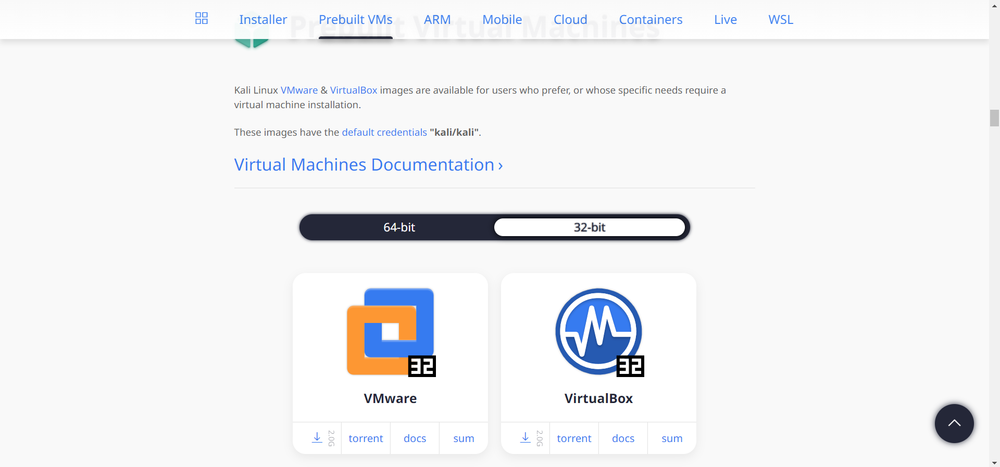 Installer Prebuilt VMs ARM Mobile Cloud Containers Live WSL
Prebuilt Virtual Machines
Kali Linux VMware & VirtualBox images are available for users who prefer, or whose specific needs require a
virtual machine installation.
These images have the default credentials "kali/kali".
Virtual Machines Documentation ›
64-bit 32-bit
32
VMware
2.0G torrent docs sum
32
VirtualBox
2.0G torrent docs sum